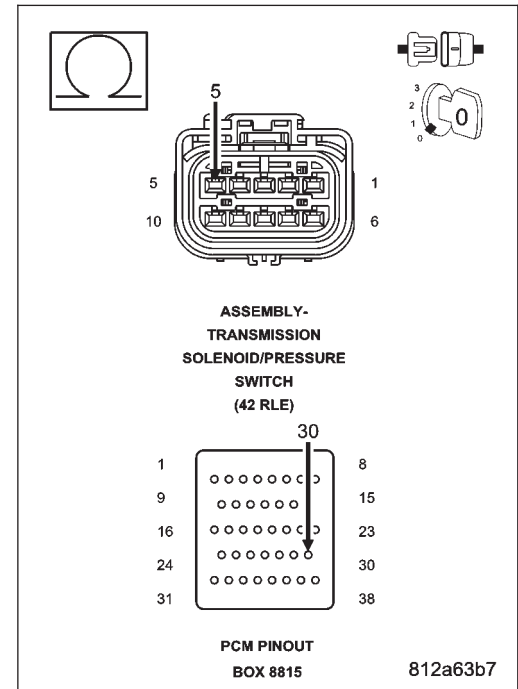 3
2
1
0
5
5 1
10 6
ASSEMBLY-
TRANSMISSION
SOLENOID/PRESSURE
SWITCH
(42 RLE)
30
1 8
9 15
16 23
24 30
31 38
PCM PINOUT
BOX 8815
812a63b7